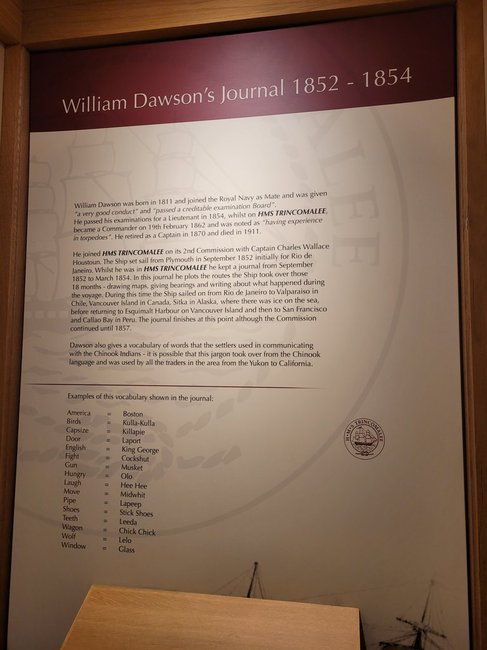 William Dawson's Journal 1852 - 1854
William Dawson was born in 1811 and joined the Royal Navy as Mate and was given
"a very good conduct" and "passed a creditable examination Board".
He passed his examinations for a Lieutenant in 1854, whilst on HMS TRINCOMALEE,
became a Commander on 19th February 1862 and was noted as "having experience
in torpedoes". He retired as a Captain in 1870 and died in 1911.
He joined HMS TRINCOMALEE on its 2nd Commission with Captain Charles Wallace
Houstoun. The Ship set sail from Plymouth in September 1852 initially for Rio de
Janeiro. Whilst he was in HMS TRINCOMALEE he kept a journal from September
1852 to March 1854. In this journal he plots the routes the Ship took over those
18 months - drawing maps, giving bearings and writing about what happened during
the voyage. During this time the Ship sailed on from Rio de Janeiro to Valparaiso in
Chile, Vancouver Island in Canada, Sitka in Alaska, where there was ice on the sea,
before returning to Esquimalt Harbour on Vancouver Island and then to San Francisco
and Callao Bay in Peru. The journal finishes at this point although the Commission
continued until 1857.
Dawson also gives a vocabulary of words that the settlers used in communicating
with the Chinook Indians - it is possible that this jargon took over from the Chinook
language and was used by all the traders in the area from the Yukon to California.
Examples of this vocabulary shown in the journal:
America = Boston
Birds = Kulla-Kulla
Capsize = Killapie
Door = Laport
English = King George
Fight = Cockshut
Gun = Musket
Hungry = Olo
Laugh = Hee Hee
Move = Midwhit
Pipe = Lapeep
Shoes = Stick Shoes
Teeth = Leeda
Wagon = Chick Chick
Wolf = Lelo
Window = Glass
H.M.S TRINCOMALEE